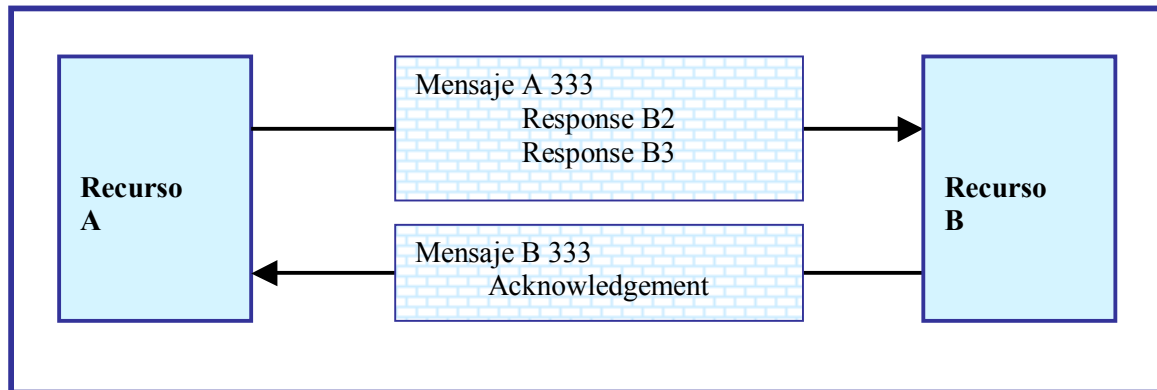 Recurso
A
Mensaje A 333
Response B2
Response B3
Mensaje B 333
Acknowledgement
Recurso
B